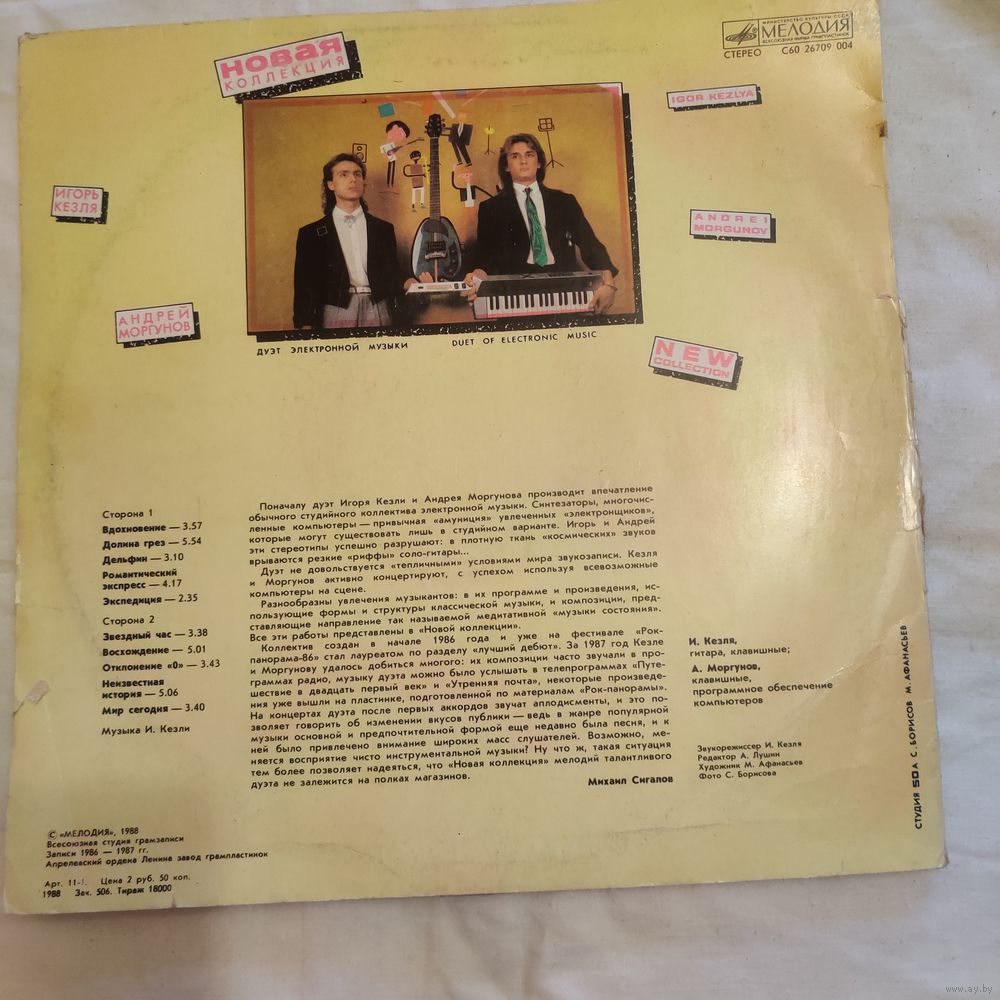 НОВАЯ
КОЛЛЕКЦИЯ
МИНИСТЕРСТВО КУЛЬТУРЫ СССР
МЕЛОДИЯ
ВСЕСОЮЗНАЯ ФИРМА ГРАМПЛАСТИНОК
СТЕРЕО С60 26709 004
IGOR KEZLYA
ИГОРЬ
КЕЗЛЯ
ANDREI
MORGUNOV
АНДРЕЙ
МОРГУНОВ
ДУЭТ ЭЛЕКТРОННОЙ МУЗЫКИ
DUET OF ELECTRONIC MUSIC
NEW
COLLECTION
Сторона 1
Вдохновение — 3.57
Долина грез — 5.54
Дельфин — 3.10
Романтический
экспресс — 4.17
Экспедиция — 2.35
Сторона 2
Звездный час — 3.38
Восхождение — 5.01
Отклонение «0» — 3.43
Неизвестная
история — 5.06
Мир сегодня — 3.40
Музыка И. Кезли
Поначалу дуэт Игоря Кезли и Андрея Моргунова производит впечатление
обычного студийного коллектива электронной музыки. Синтезаторы, многочис-
ленные компьютеры — привычная «амуниция» увлеченных «электронщиков»,
которые могут существовать лишь в студийном варианте. Игорь и Андрей
эти стереотипы успешно разрушают: в плотную ткань «космических» звуков
врываются резкие «риффы» соло-гитары...
Дуэт не довольствуется «тепличными» условиями мира звукозаписи. Кезля
и Моргунов активно концертируют, с успехом используя всевозможные
компьютеры на сцене.
Разнообразны увлечения музыкантов: в их программе и произведения, ис-
пользующие формы и структуры классической музыки, и композиции, пред-
ставляющие направление так называемой медитативной «музыки состояния».
Все эти работы представлены в «Новой коллекции».
Коллектив создан в начале 1986 года и уже на фестивале «Рок-
панорама-86» стал лауреатом по разделу «лучший дебют». За 1987 год Кезле
и Моргунову удалось добиться многого: их композиции часто звучали в про-
граммах радио, музыку дуэта можно было услышать в телепрограммах «Путе-
шествие в двадцать первый век» и «Утренняя почта», некоторые произведе-
ния уже вышли на пластинке, подготовленной по материалам «Рок-панорамы».
На концертах дуэта после первых аккордов звучат аплодисменты, и это по-
зволяет говорить об изменении вкусов публики — ведь в жанре популярной
музыки основной и предпочтительной формой еще недавно была песня, и к
ней было привлечено внимание широких масс слушателей. Возможно, ме-
няется восприятие чисто инструментальной музыки? Ну что ж, такая ситуация
тем более позволяет надеяться, что «Новая коллекция» мелодий талантливого
дуэта не залежится на полках магазинов.
Михаил Сигалов
И. Кезля,
гитара, клавишные;
А. Моргунов,
клавишные,
программное обеспечение
компьютеров
Звукорежиссер И. Кезля
Редактор А. Лушин
Художник М. Афанасьев
Фото С. Борисова
СТУДИЯ 50А С. БОРИСОВ М. АФАНАСЬЕВ
© «МЕЛОДИЯ», 1988
Всесоюзная студия грамзаписи
Записи 1986 — 1987 гг.
Апрелевский ордена Ленина завод грампластинок
Арт. 11-1. Цена 2 руб. 50 коп.
1988 Зак. 506. Тираж 18000
www.ay.by